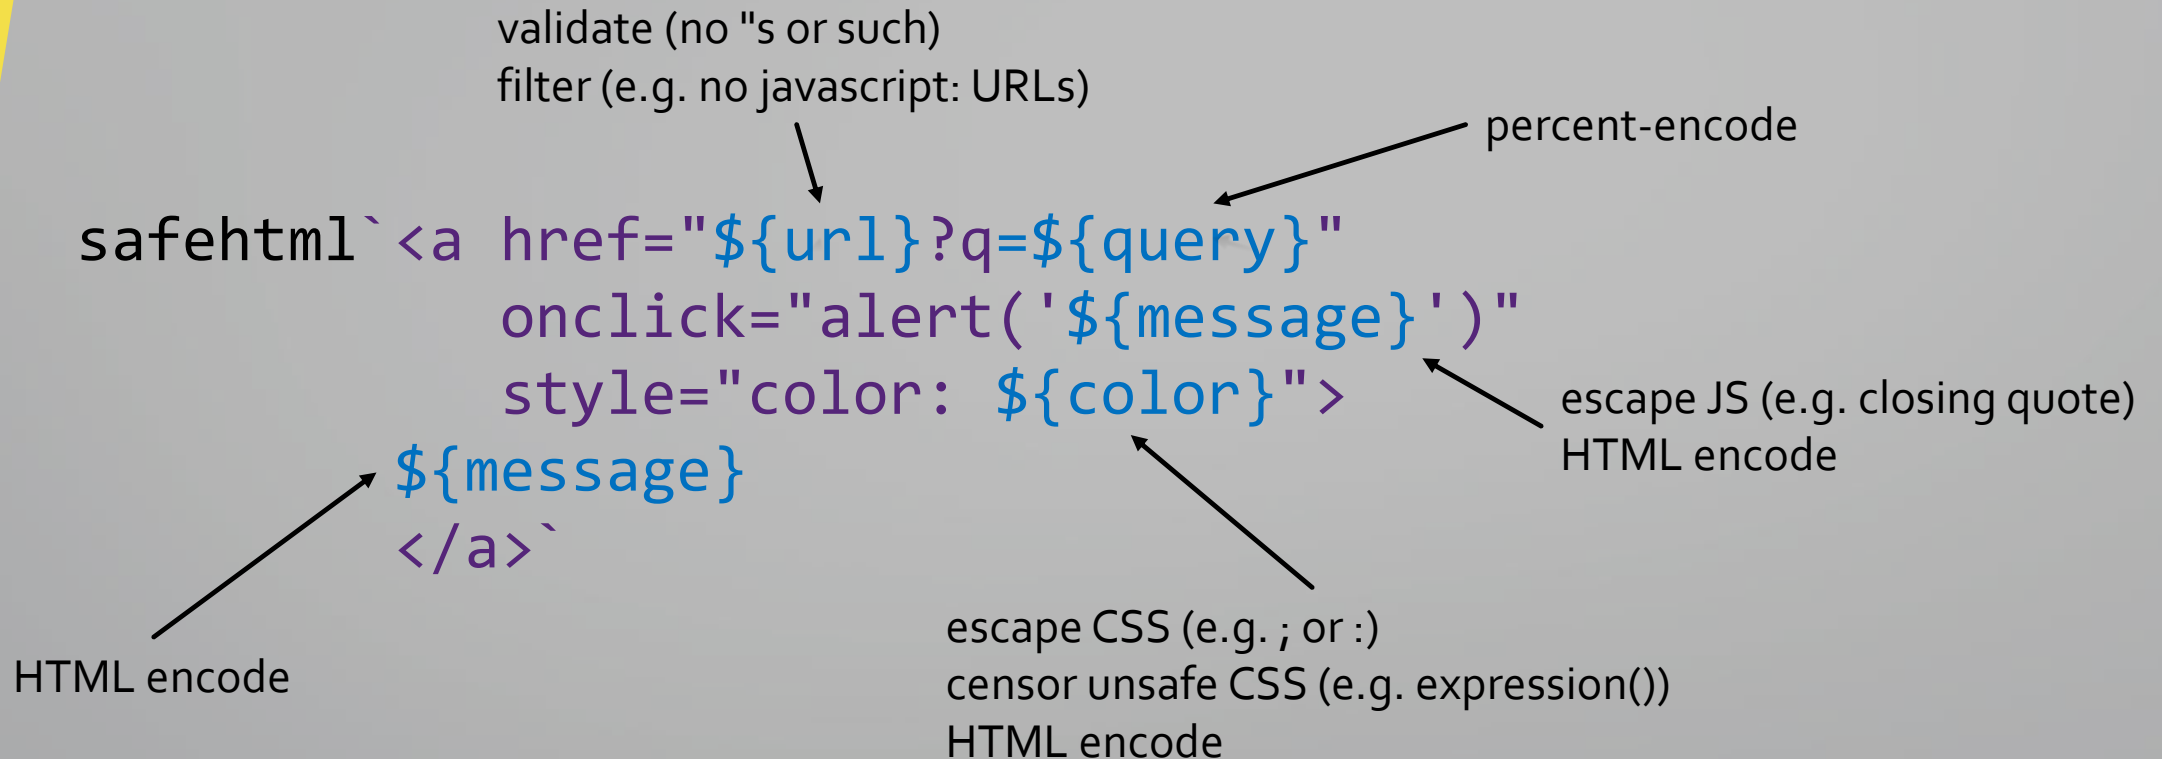 validate (no "s or such)
filter (e.g. no javascript: URLs)
percent-encode
safehtml`<a href="${url}?q=${query}"
onclick="alert('${message}')"
style="color: ${color}">
${message}
</a>`
escape JS (e.g. closing quote)
HTML encode
HTML encode
escape CSS (e.g. ; or :)
censor unsafe CSS (e.g. expression())
HTML encode